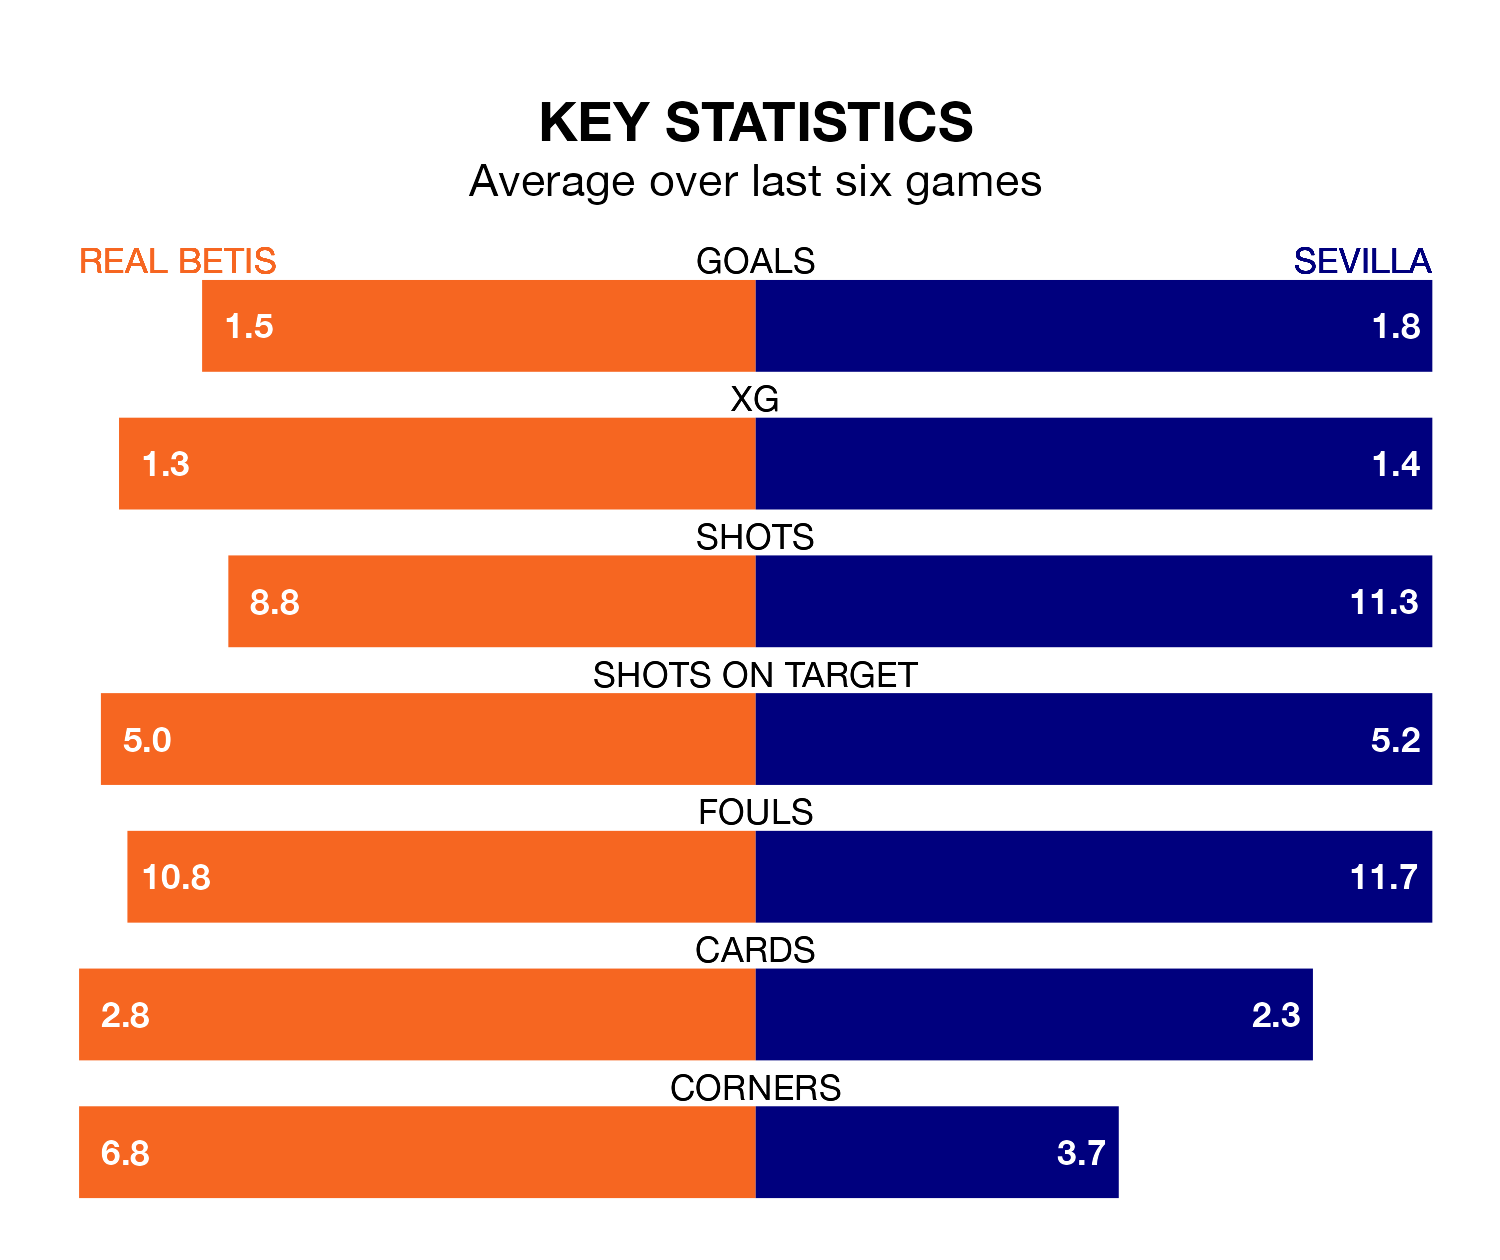 KEY STATISTICS
Average over last six games
REAL BETIS GOALS SEVILLA
1.5 1.8
XG
1.3 1.4
SHOTS
8.8 11.3
SHOTS ON TARGET
5.0 5.2
FOULS
10.8 11.7
CARDS
2.8 2.3
CORNERS
6.8 3.7